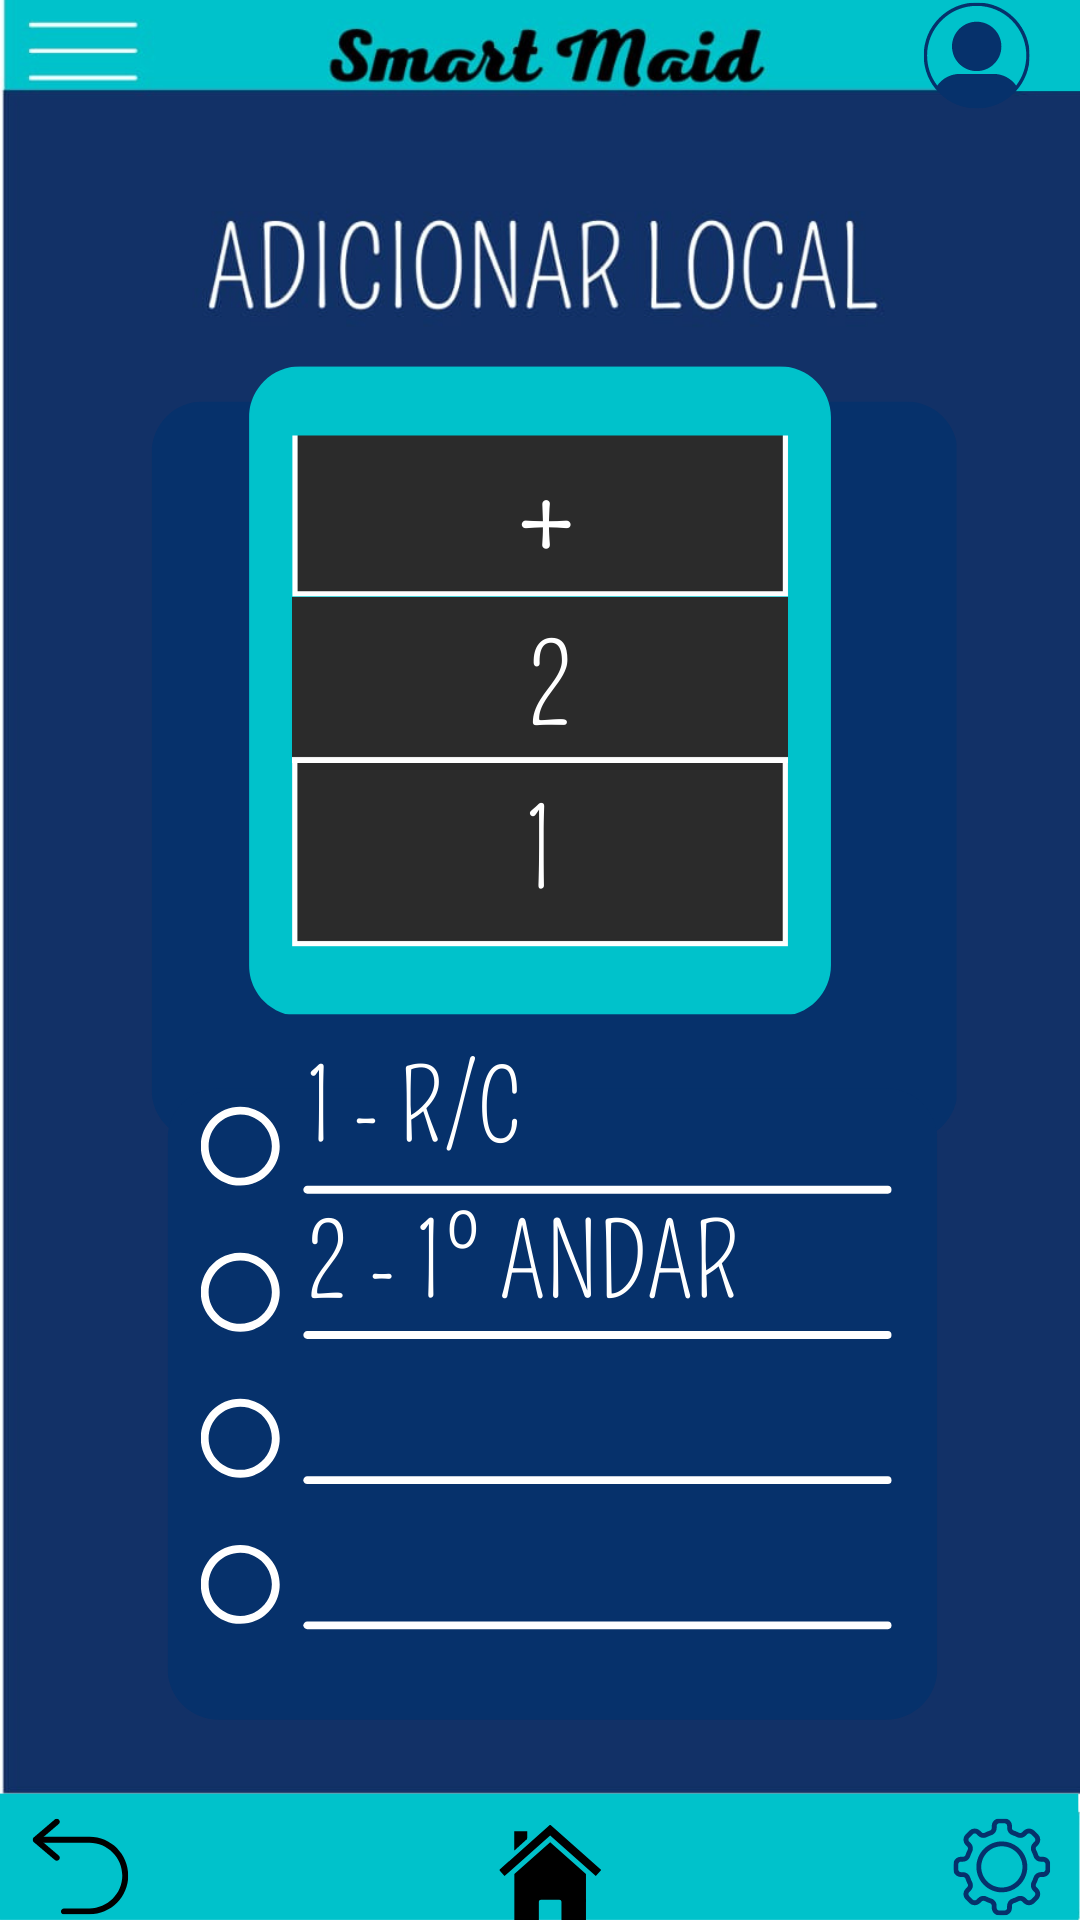 Smart Maid
ADICIONAR LOCAL
+
2
1
1 - R/C
2 - 1º ANDAR